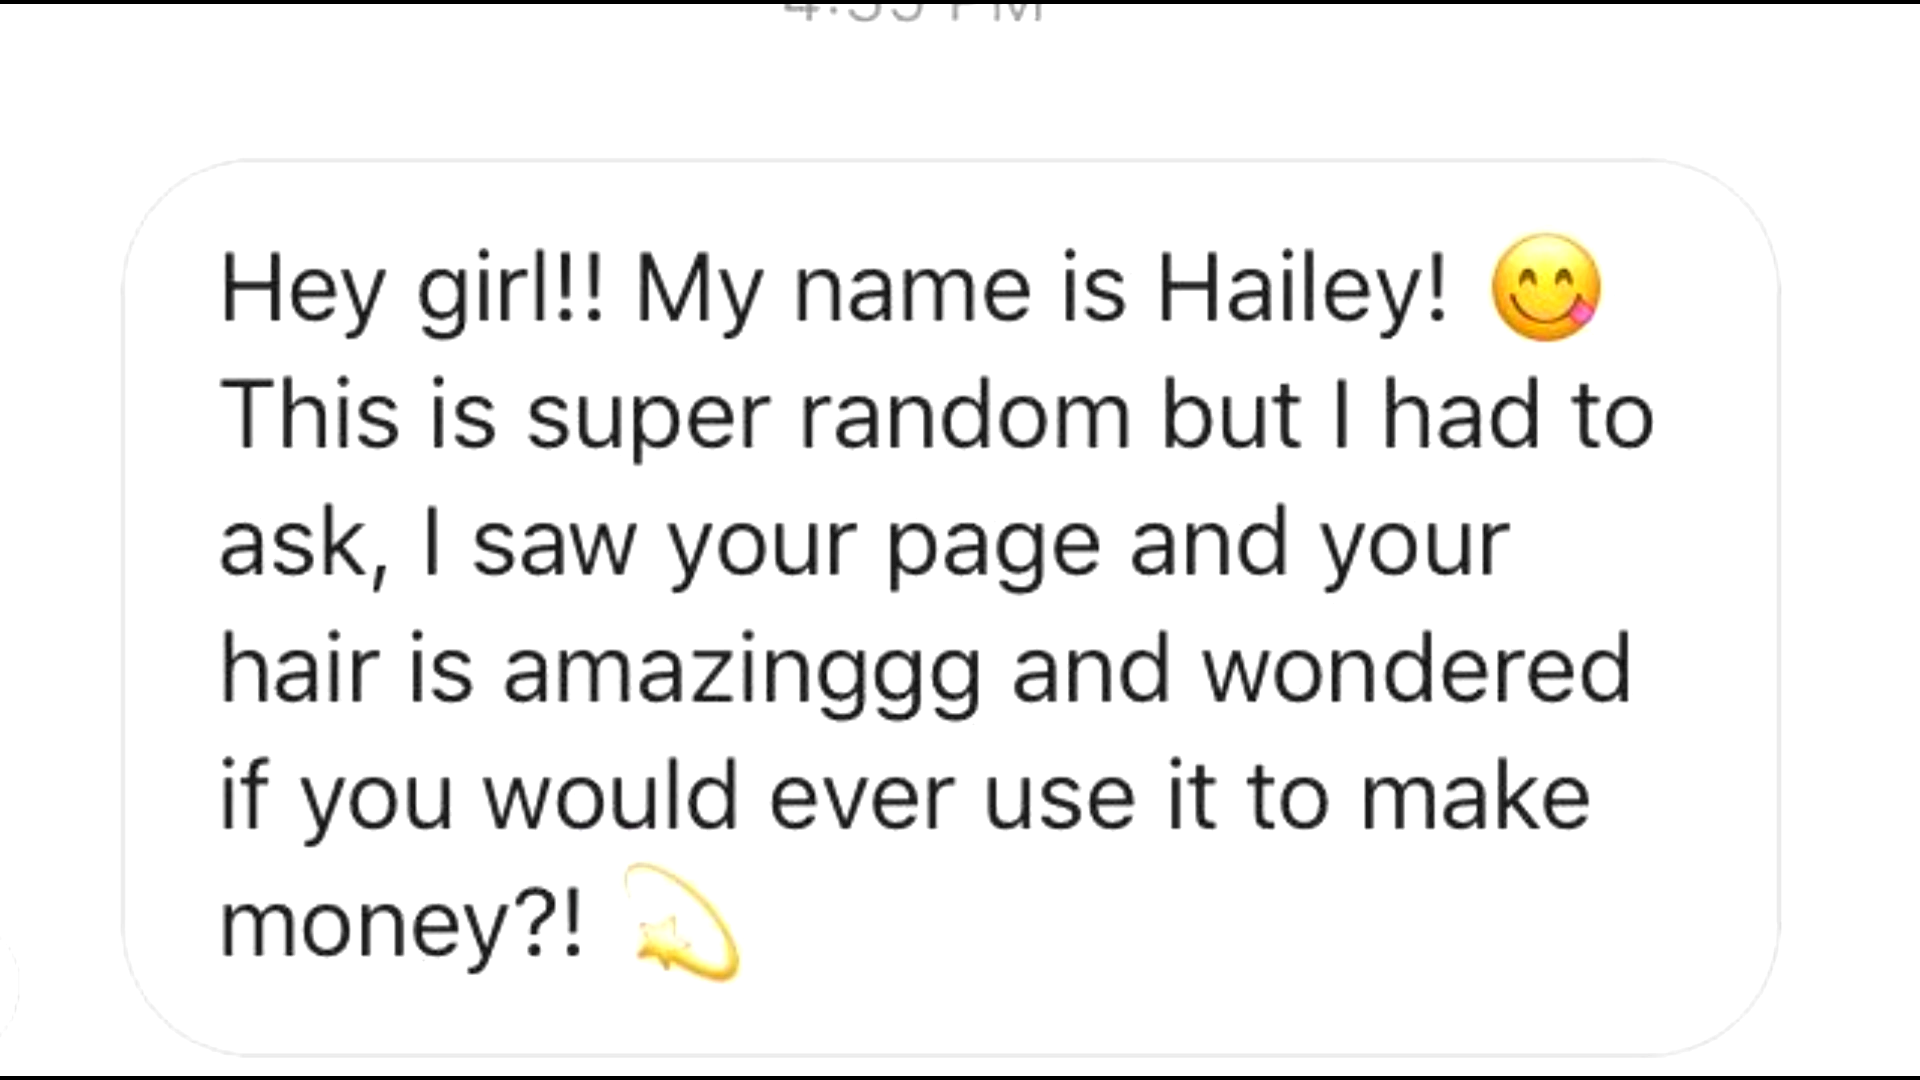 Hey girl!! My name is Hailey! 😋
This is super random but I had to
ask, I saw your page and your
hair is amazinggg and wondered
if you would ever use it to make
money?! 💫